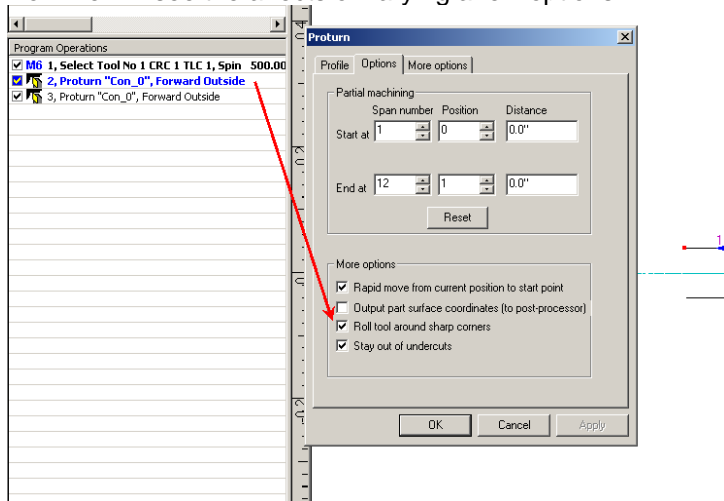 Program Operations
M6 1, Select Tool No 1 CRC 1 TLC 1, Spin 500.00
2, Proturn "Con_0", Forward Outside
3, Proturn "Con_0", Forward Outside
Proturn
Profile Options More options
Partial machining
Span number Position Distance
Start at 1 0 0.0"
End at 12 1 0.0"
Reset
More options
Rapid move from current position to start point
Output part surface coordinates (to post-processor)
Roll tool around sharp corners
Stay out of undercuts
OK Cancel Apply
1